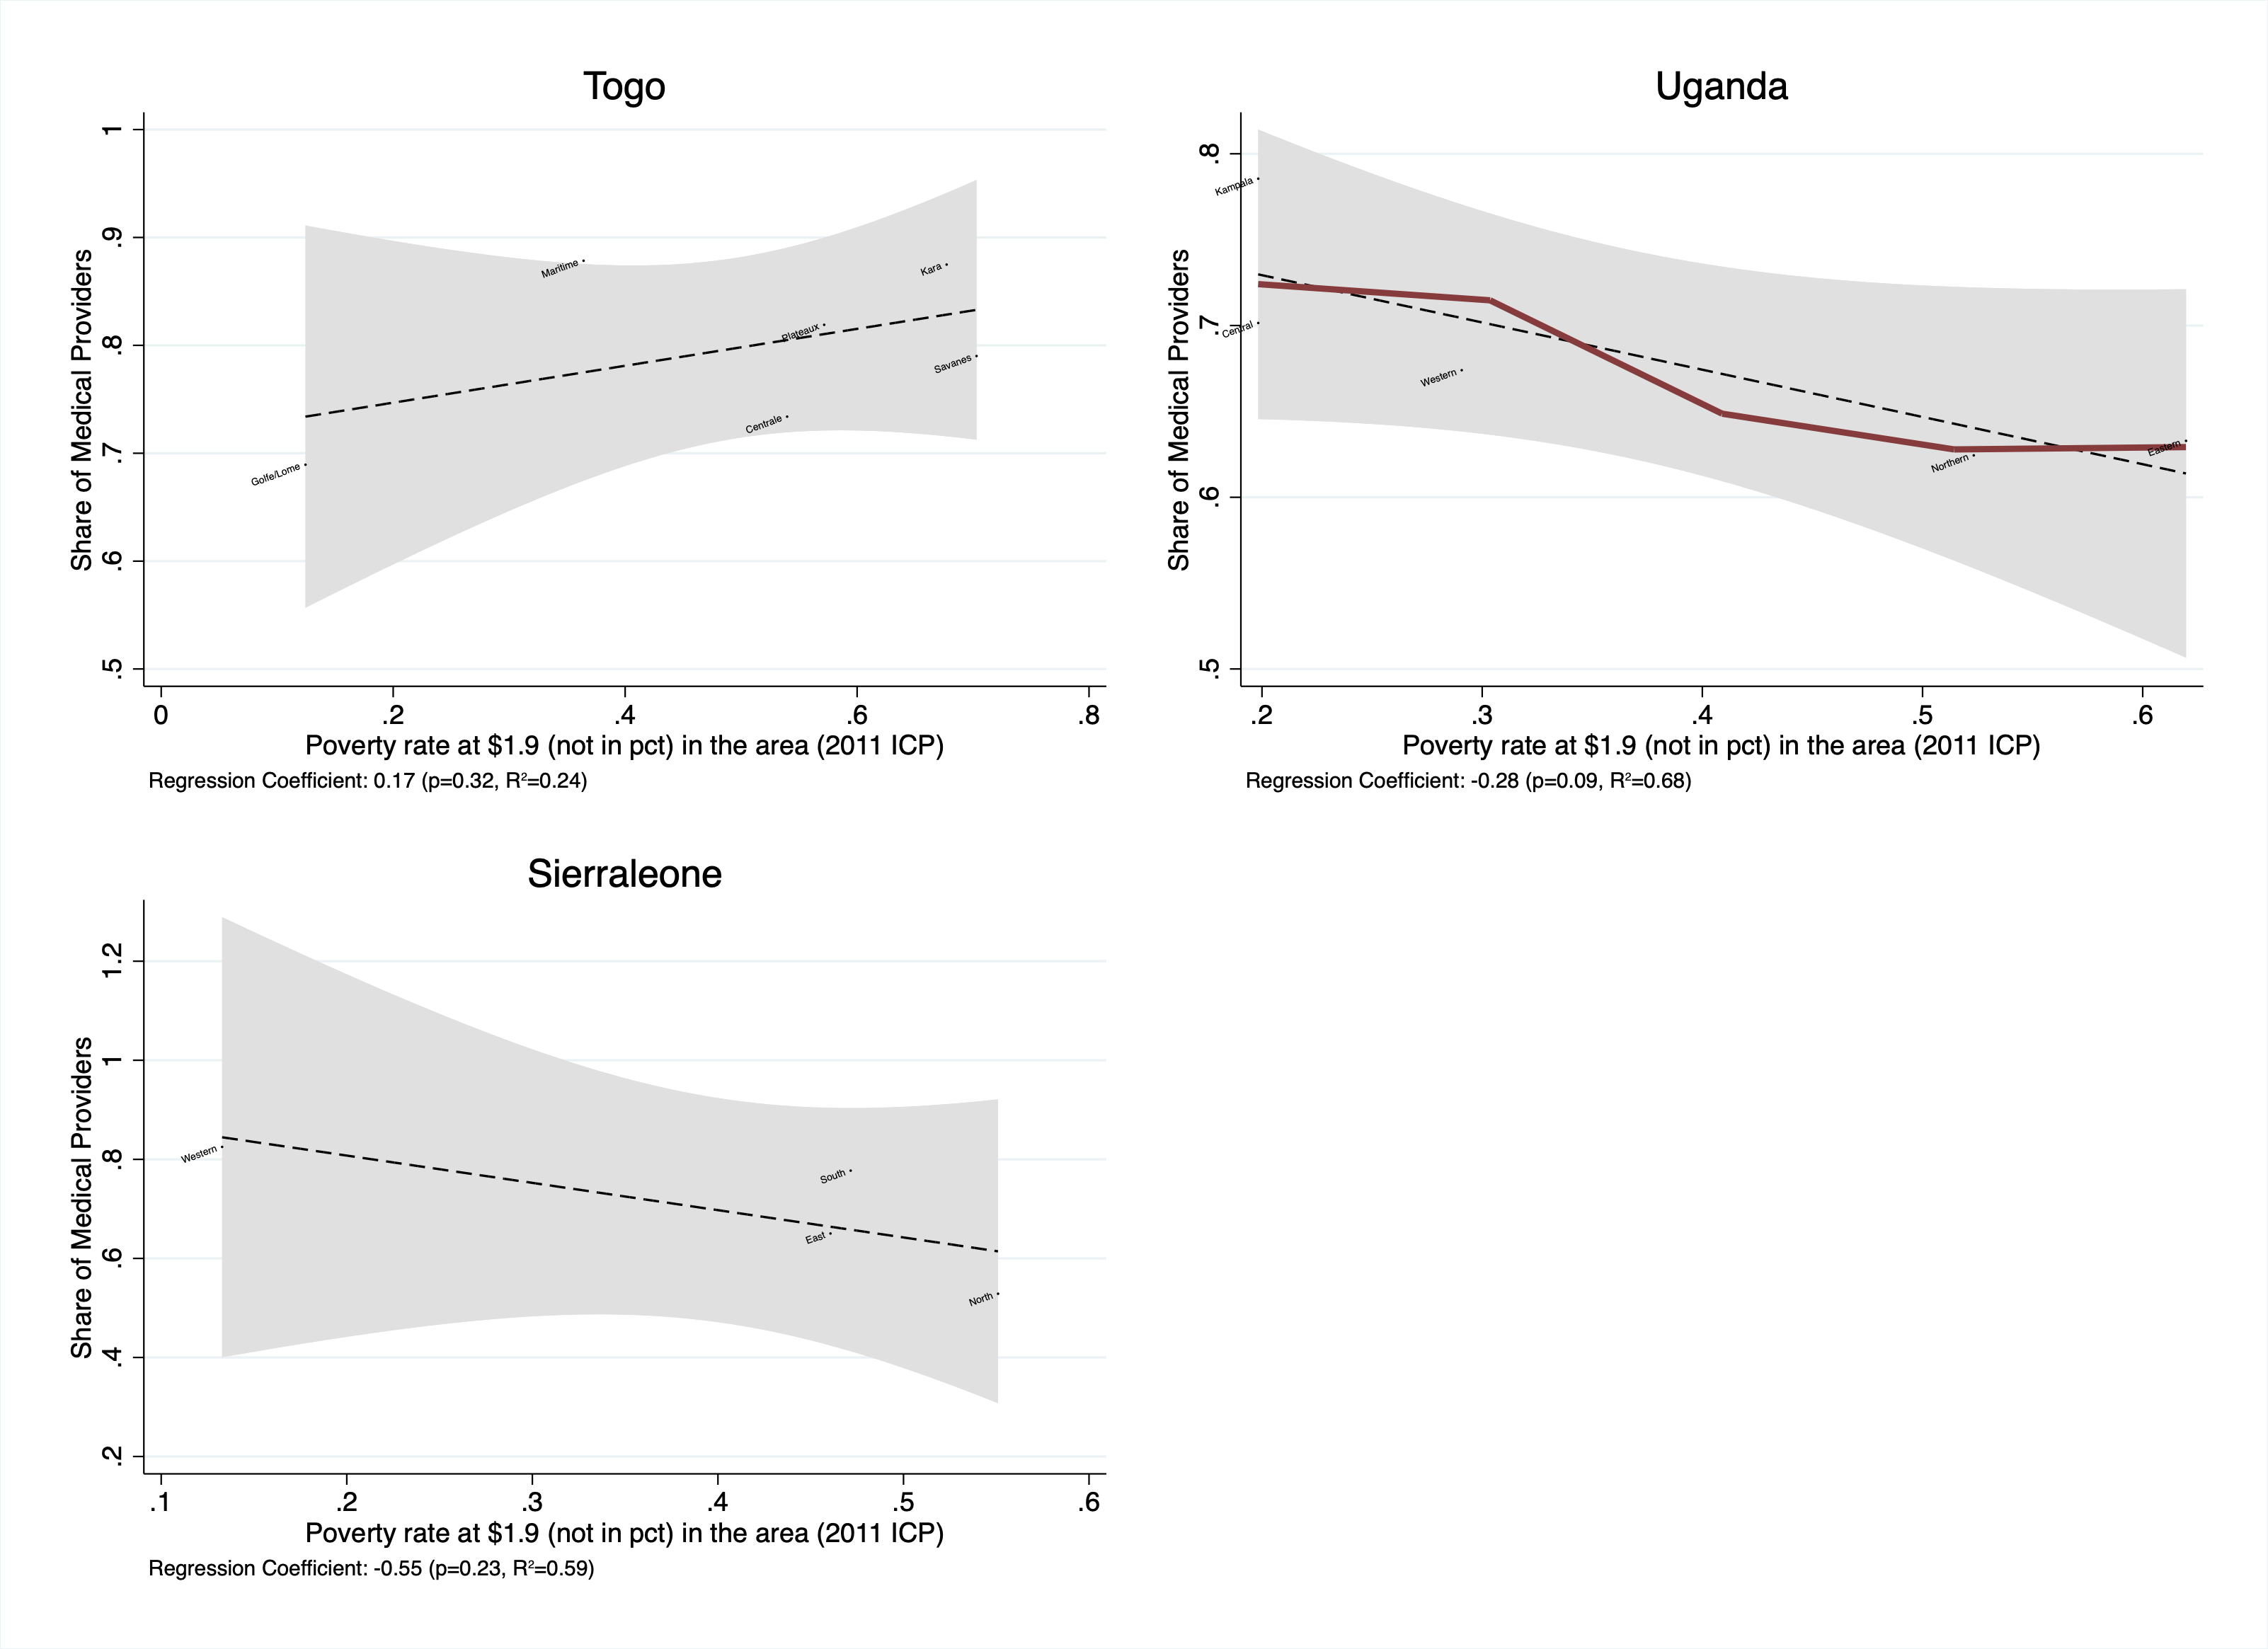 Togo
Share of Medical Providers
1
.9
.8
.7
.6
.5
Maritime
Kara
Plateaux
Savanes
Centrale
Golfe/Lome
0 .2 .4 .6 .8
Poverty rate at $1.9 (not in pct) in the area (2011 ICP)
Regression Coefficient: 0.17 (p=0.32, R²=0.24)
Uganda
Share of Medical Providers
.8
.7
.6
.5
Kampala
Central
Western
Eastern
Northern
.2 .3 .4 .5 .6
Poverty rate at $1.9 (not in pct) in the area (2011 ICP)
Regression Coefficient: -0.28 (p=0.09, R²=0.68)
Sierraleone
Share of Medical Providers
1.2
1
.8
.6
.4
.2
Western
South
East
North
.1 .2 .3 .4 .5 .6
Poverty rate at $1.9 (not in pct) in the area (2011 ICP)
Regression Coefficient: -0.55 (p=0.23, R²=0.59)